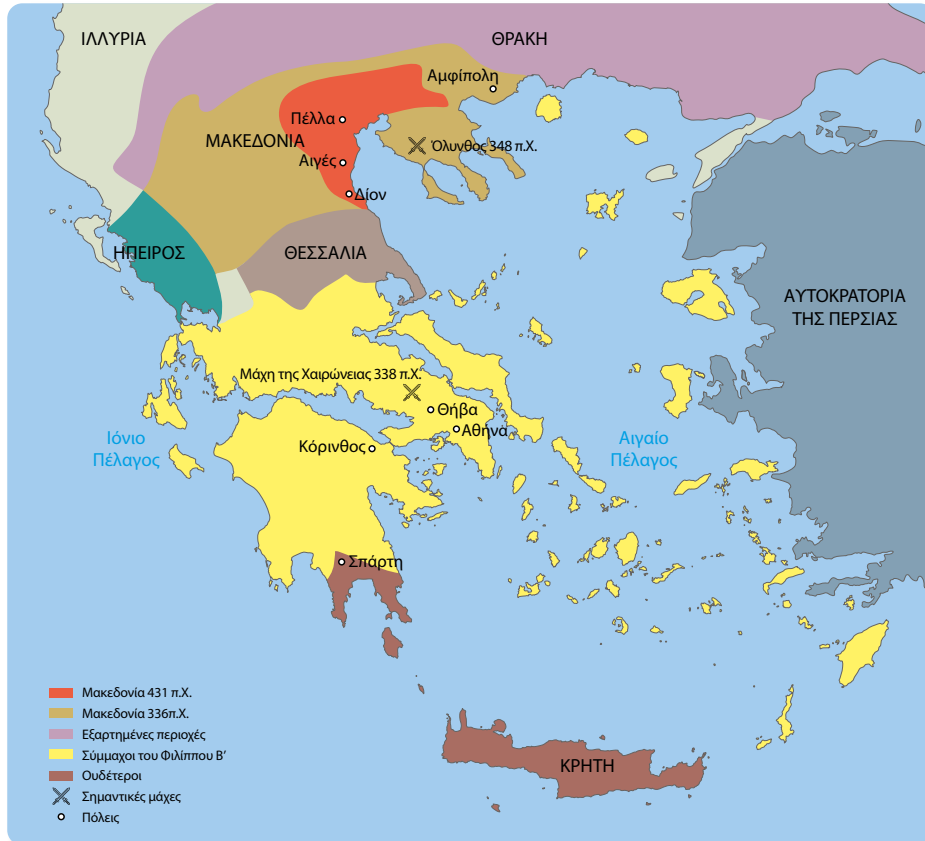 ΙΛΛΥΡΙΑ
ΘΡΑΚΗ
Αμφίπολη
Πέλλα
ΜΑΚΕΔΟΝΙΑ
Όλυνθος 348 π.Χ.
Αιγές
Δίον
ΗΠΕΙΡΟΣ
ΘΕΣΣΑΛΙΑ
ΑΥΤΟΚΡΑΤΟΡΙΑ
ΤΗΣ ΠΕΡΣΙΑΣ
Μάχη της Χαιρώνειας 338 π.Χ.
Θήβα
Αθήνα
Ιόνιο
Πέλαγος
Κόρινθος
Αιγαίο
Πέλαγος
Σπάρτη
ΚΡΗΤΗ
Μακεδονία 431 π.Χ.
Μακεδονία 336π.Χ.
Εξαρτημένες περιοχές
Σύμμαχοι του Φιλίππου Β’
Ουδέτεροι
Σημαντικές μάχες
Πόλεις